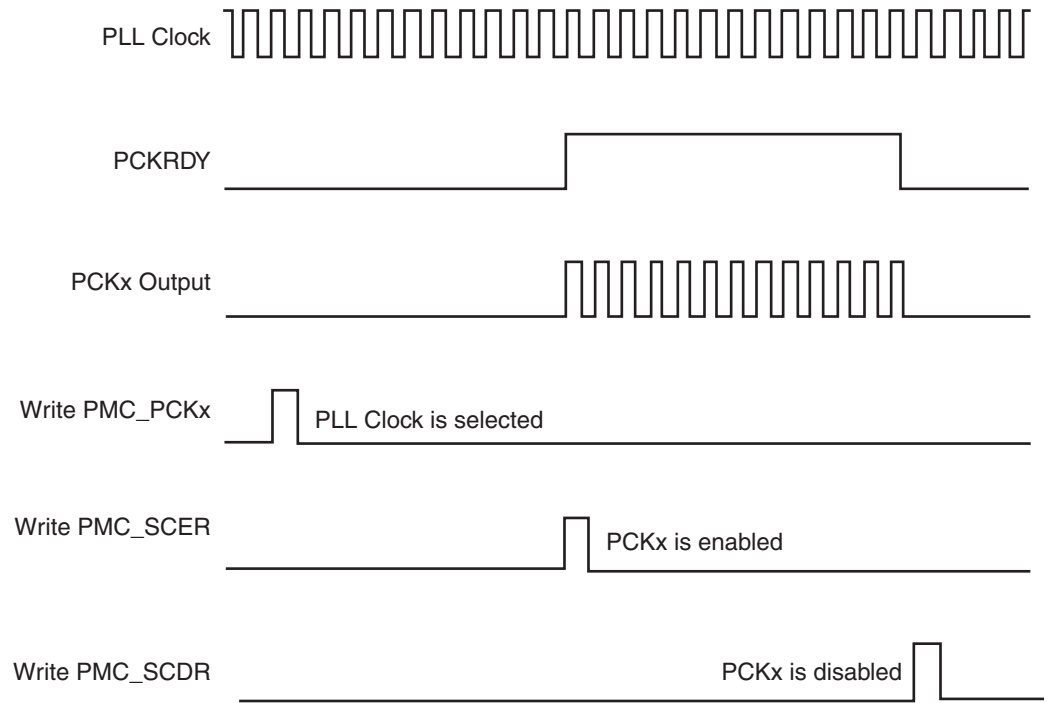 PLL Clock
PCKRDY
PCKx Output
Write PMC_PCKx
PLL Clock is selected
Write PMC_SCER
PCKx is enabled
Write PMC_SCDR
PCKx is disabled